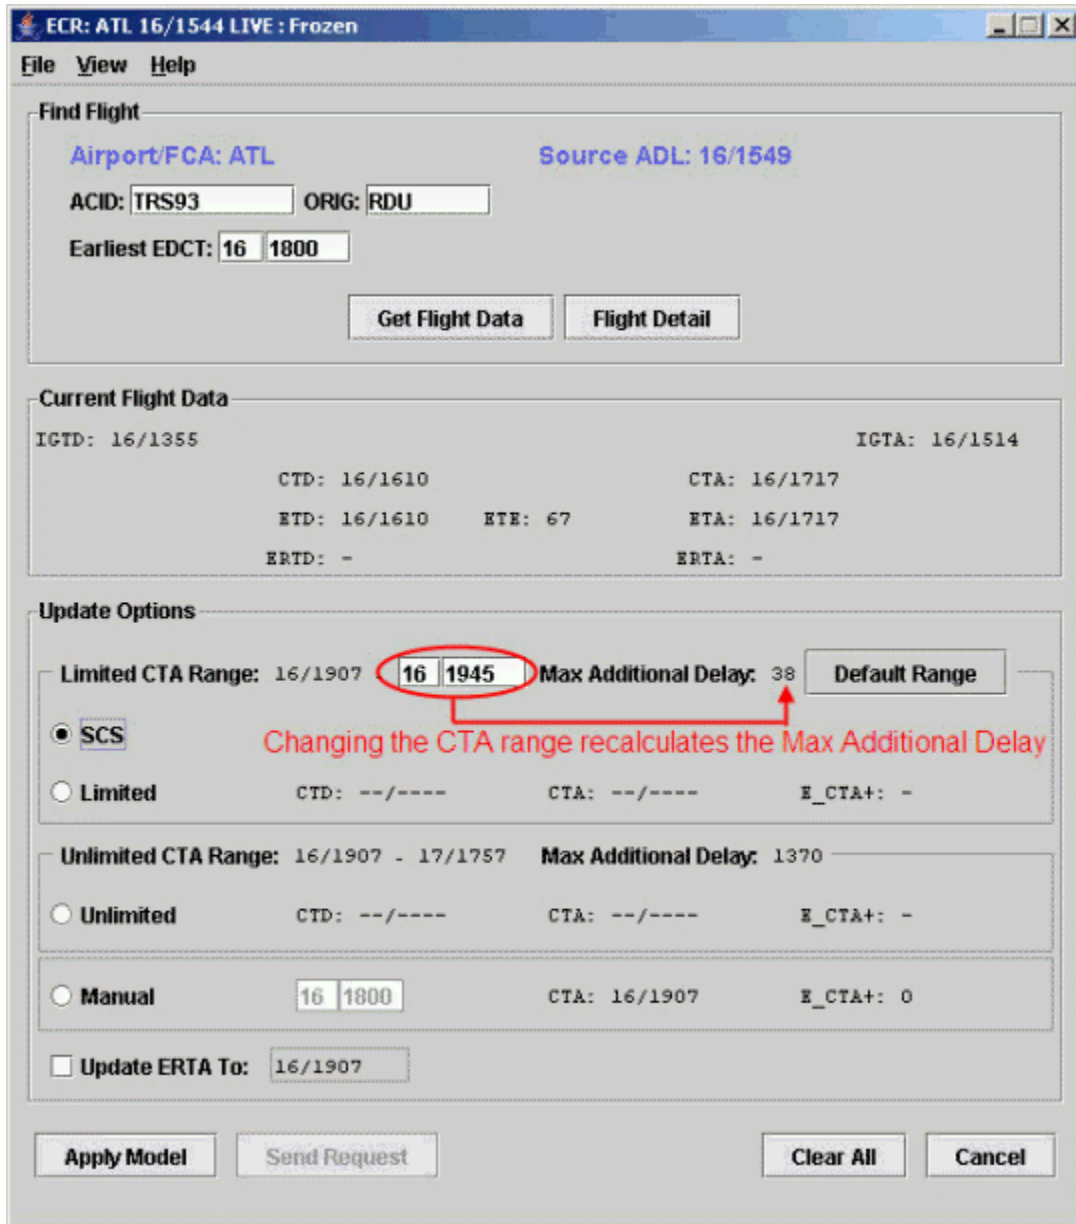 ECR: ATL 16/1544 LIVE : Frozen
File View Help
Find Flight
Airport/FCA: ATL Source ADL: 16/1549
ACID: TRS93 ORIG: RDU
Earliest EDCT: 16 1800
Get Flight Data Flight Detail
Current Flight Data
IGTD: 16/1355 IGTA: 16/1514
CTD: 16/1610 CTA: 16/1717
ETD: 16/1610 ETE: 67 ETA: 16/1717
ERTD: - ERTA: -
Update Options
Limited CTA Range: 16/1907 - 16 1945 Max Additional Delay: 38 Default Range
SCS Changing the CTA range recalculates the Max Additional Delay
Limited CTD: --/---- CTA: --/---- E_CTA+: -
Unlimited CTA Range: 16/1907 - 17/1757 Max Additional Delay: 1370
Unlimited CTD: --/---- CTA: --/---- E_CTA+: -
Manual 16 1800 CTA: 16/1907 E_CTA+: 0
Update ERTA To: 16/1907
Apply Model Send Request Clear All Cancel